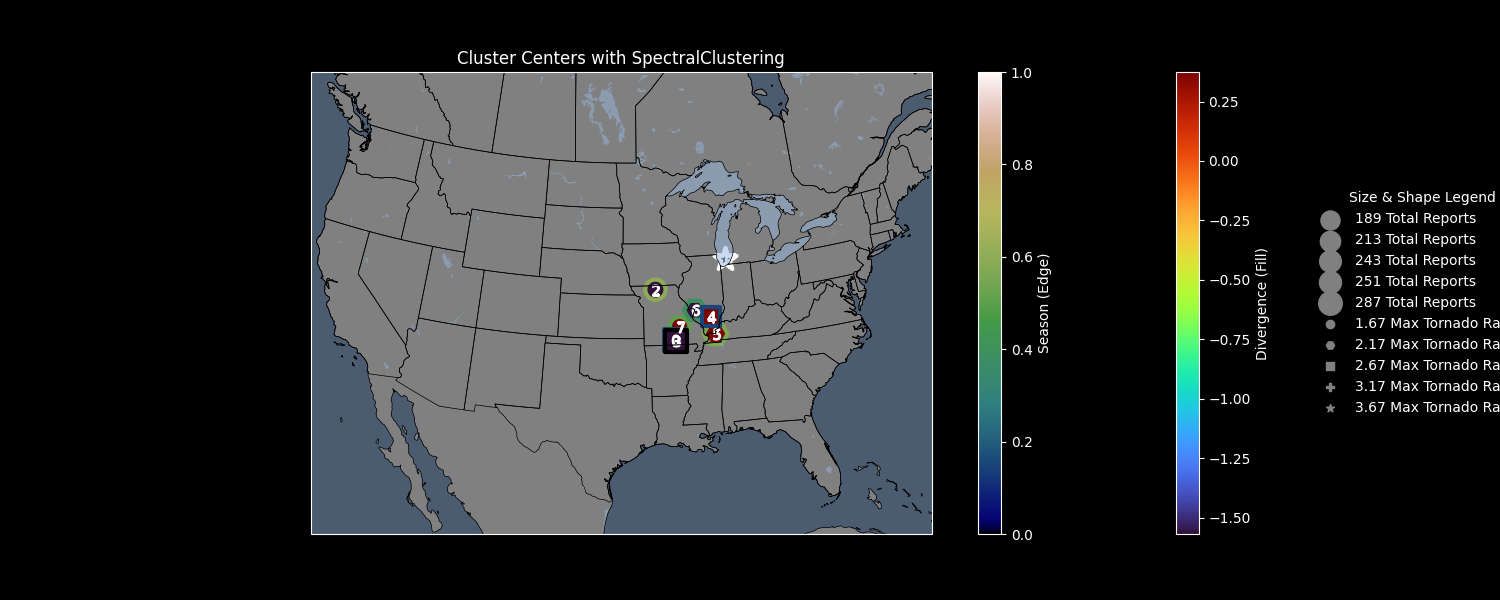 Cluster Centers with SpectralClustering
1
2
6
4
7
5
1.0
0.8
0.6
0.4
0.2
0.0
Season (Edge)
0.25
0.00
−0.25
−0.50
−0.75
−1.00
−1.25
−1.50
Divergence (Fill)
Size & Shape Legend
189 Total Reports
213 Total Reports
243 Total Reports
251 Total Reports
287 Total Reports
1.67 Max Tornado Ra
2.17 Max Tornado Ra
2.67 Max Tornado Ra
3.17 Max Tornado Ra
3.67 Max Tornado Ra